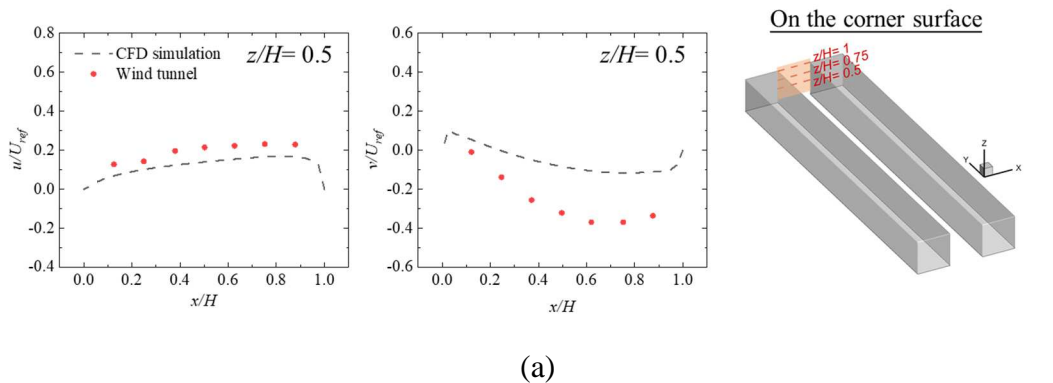 On the corner surface
0.8
0.6
0.4
0.2
0.0
-0.2
-0.4
u/U_ref
CFD simulation
Wind tunnel
z/H= 0.5
0.0 0.2 0.4 0.6 0.8 1.0
x/H
0.6
0.4
0.2
0.0
-0.2
-0.4
-0.6
v/U_ref
z/H= 0.5
0.0 0.2 0.4 0.6 0.8 1.0
x/H
z/H= 1
z/H= 0.75
z/H= 0.5
Z
Y
X
(a)